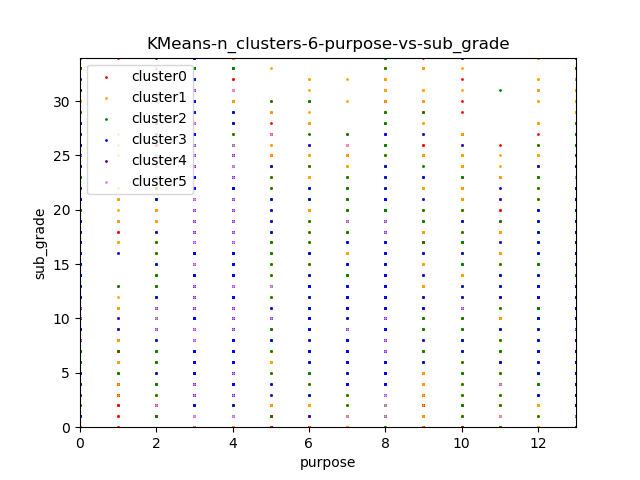 KMeans-n_clusters-6-purpose-vs-sub_grade
cluster0
cluster1
cluster2
cluster3
cluster4
cluster5
sub_grade
30
25
20
15
10
5
0
0 2 4 6 8 10 12
purpose